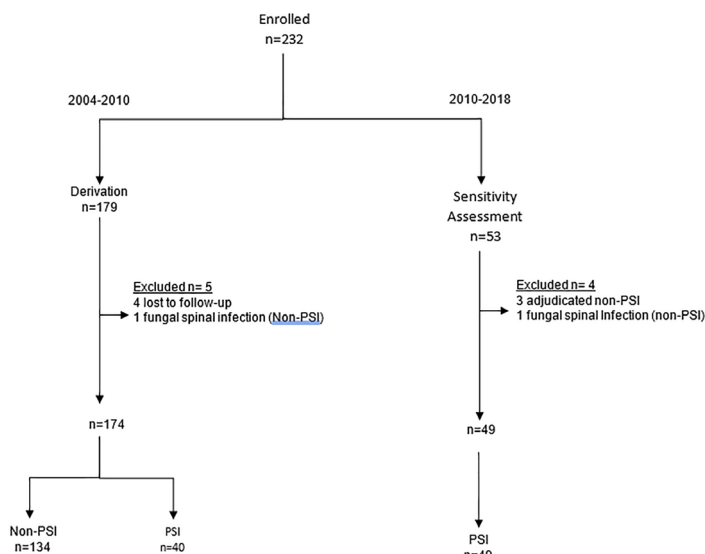 Enrolled
n=232
2004-2010
2010-2018
Derivation
n=179
Sensitivity
Assessment
n=53
Excluded n= 5
4 lost to follow-up
1 fungal spinal infection (Non-PSI)
Excluded n= 4
3 adjudicated non-PSI
1 fungal spinal Infection (non-PSI)
n=174
n=49
Non-PSI
n=134
PSI
n=40
PSI